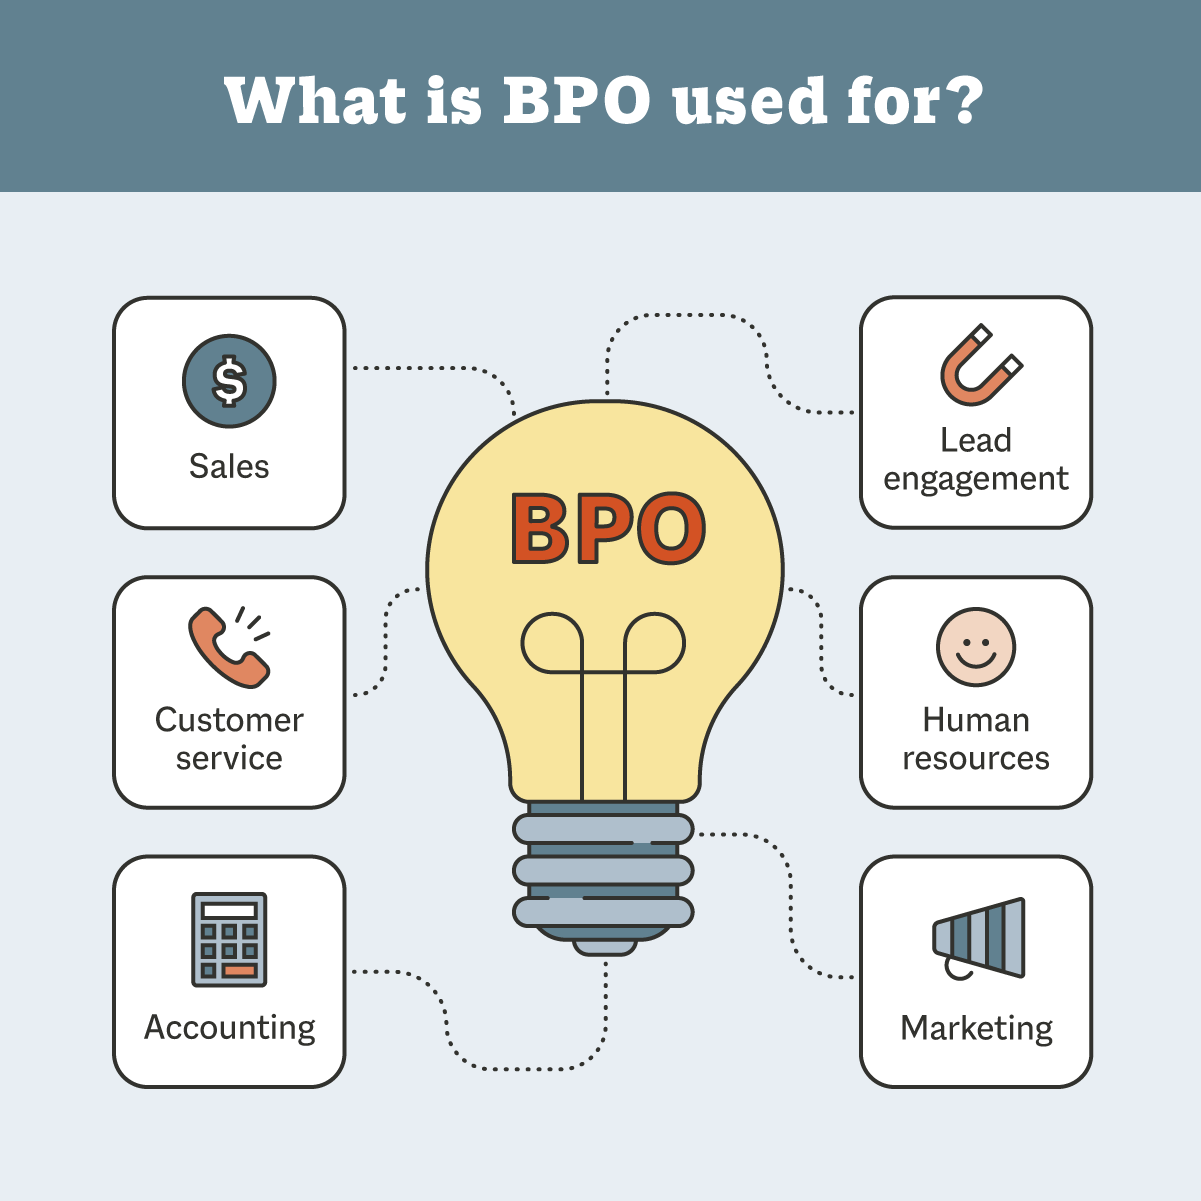 What is BPO used for?
$
Sales
Lead
engagement
BPO
Customer
service
Human
resources
Accounting
Marketing